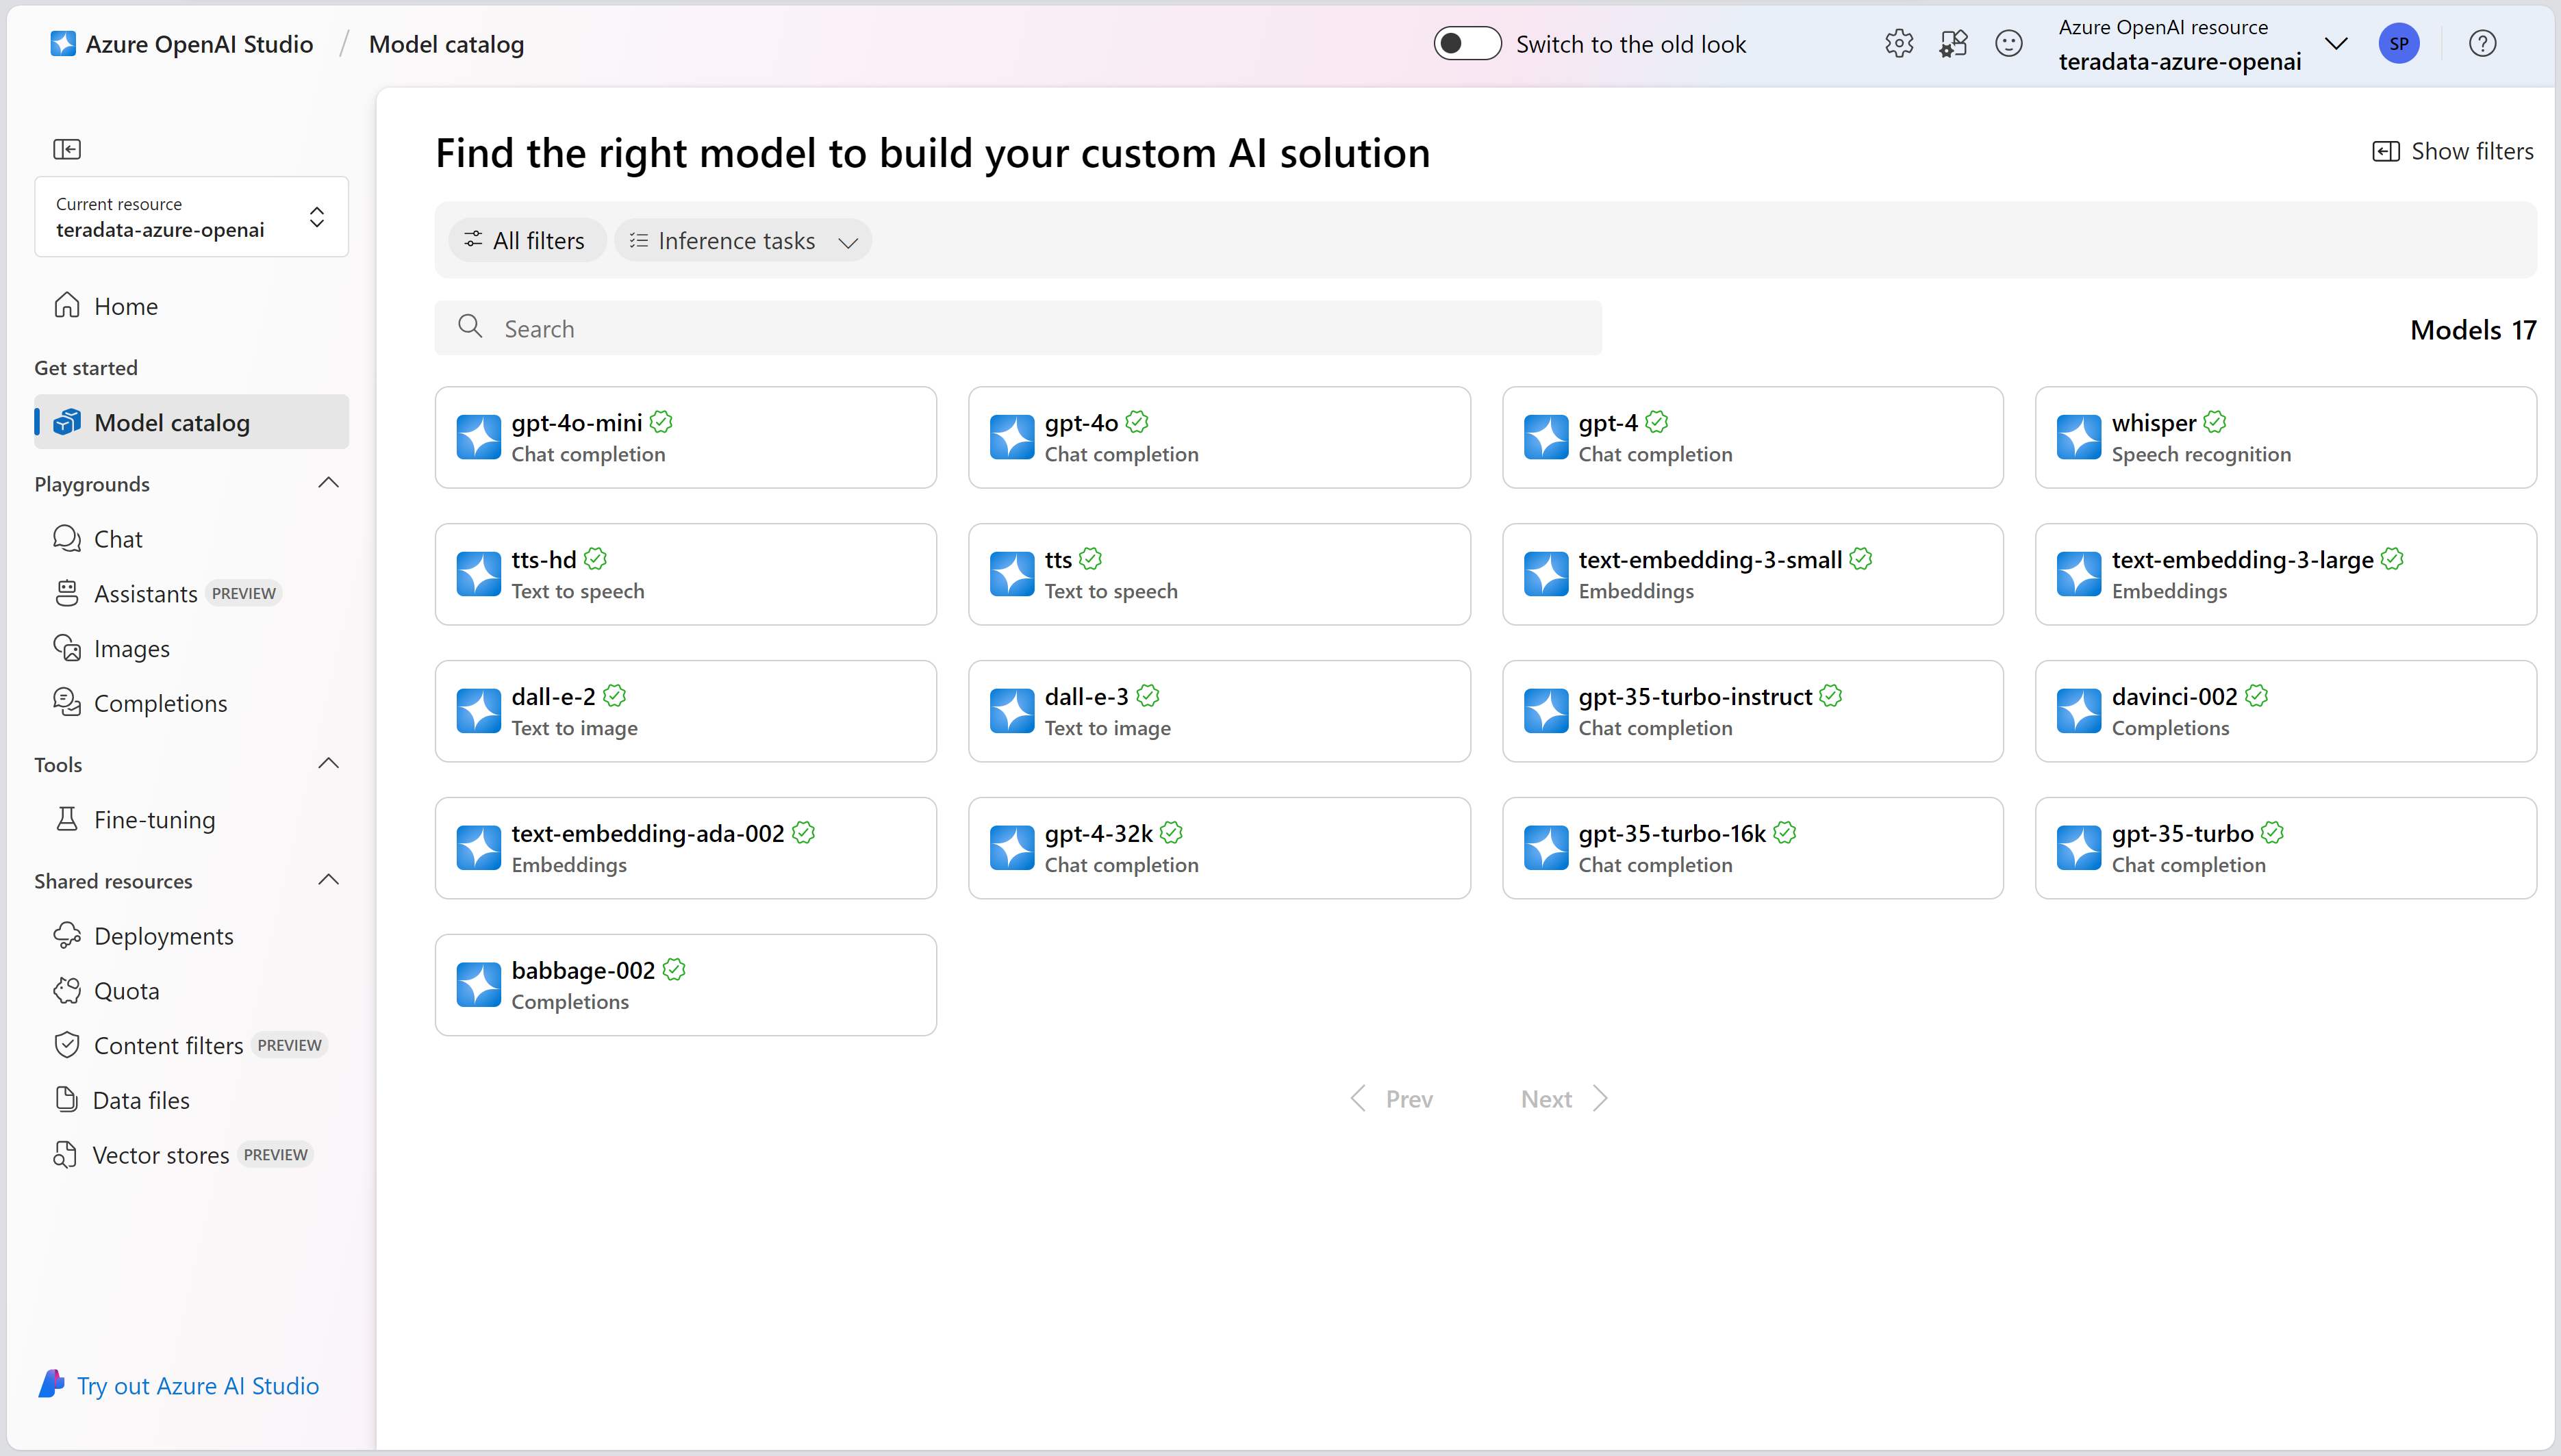 Azure OpenAI Studio / Model catalog
Switch to the old look
Azure OpenAI resource
teradata-azure-openai
SP
Current resource
teradata-azure-openai
Home
Get started
Model catalog
Playgrounds
Chat
Assistants PREVIEW
Images
Completions
Tools
Fine-tuning
Shared resources
Deployments
Quota
Content filters PREVIEW
Data files
Vector stores PREVIEW
Try out Azure AI Studio
Find the right model to build your custom AI solution
Show filters
All filters
Inference tasks
Search
Models 17
gpt-4o-mini
Chat completion
gpt-4o
Chat completion
gpt-4
Chat completion
whisper
Speech recognition
tts-hd
Text to speech
tts
Text to speech
text-embedding-3-small
Embeddings
text-embedding-3-large
Embeddings
dall-e-2
Text to image
dall-e-3
Text to image
gpt-35-turbo-instruct
Chat completion
davinci-002
Completions
text-embedding-ada-002
Embeddings
gpt-4-32k
Chat completion
gpt-35-turbo-16k
Chat completion
gpt-35-turbo
Chat completion
babbage-002
Completions
Prev
Next